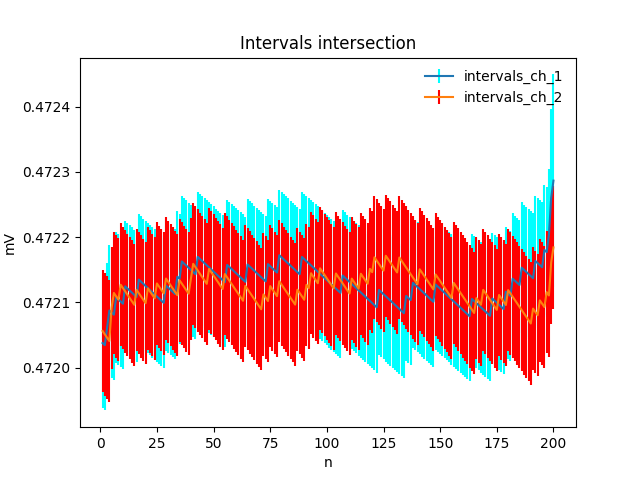 Intervals intersection
intervals_ch_1
intervals_ch_2
mV
0.4724
0.4723
0.4722
0.4721
0.4720
0 25 50 75 100 125 150 175 200
n